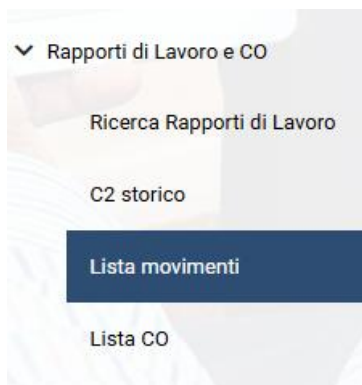 Rapporti di Lavoro e CO
Ricerca Rapporti di Lavoro
C2 storico
Lista movimenti
Lista CO